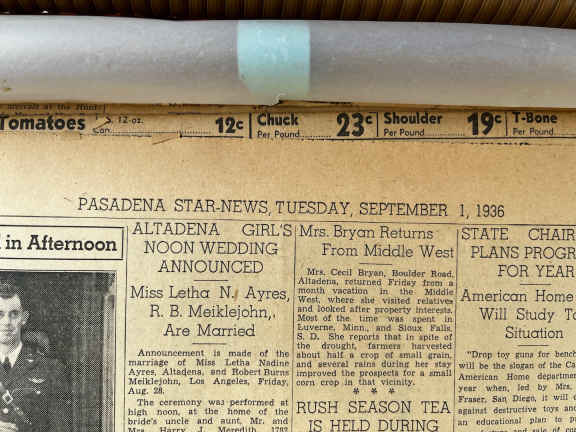 Tomatoes 12-oz. Can 12c
Chuck Per Pound 23c
Shoulder Per Pound 19c
T-Bone Per Pound
PASADENA STAR-NEWS, TUESDAY, SEPTEMBER 1, 1936
in Afternoon
ALTADENA GIRL'S
NOON WEDDING
ANNOUNCED
Miss Letha N. Ayres,
R. B. Meiklejohn,
Are Married
Announcement is made of the
marriage of Miss Letha Nadine
Ayres, Altadena, and Robert Burns
Meiklejohn, Los Angeles, Friday,
Aug. 28.
The ceremony was performed at
high noon, at the home of the
bride's uncle and aunt, Mr. and
Mrs. Harry J. Meredith, 1782
Mrs. Bryan Returns
From Middle West
Mrs. Cecil Bryan, Boulder Road,
Altadena, returned Friday from a
month vacation in the Middle
West, where she visited relatives
and looked after property interests.
Most of the time was spent in
Luverne, Minn., and Sioux Falls,
S. D. She reports that in spite of
the drought, farmers harvested
about half a crop of small grain,
and several rains during her stay
improved the prospects for a small
corn crop in that vicinity.
* * *
RUSH SEASON TEA
IS HELD DURING
STATE CHAIR
PLANS PROGR
FOR YEAR
American Home
Will Study To
Situation
"Drop toy guns for
will be the slogan of the Ca
American Home departmen
year when, led by Mrs.
Fraser, San Diego, it will
against destructive toys and
an educational plan to